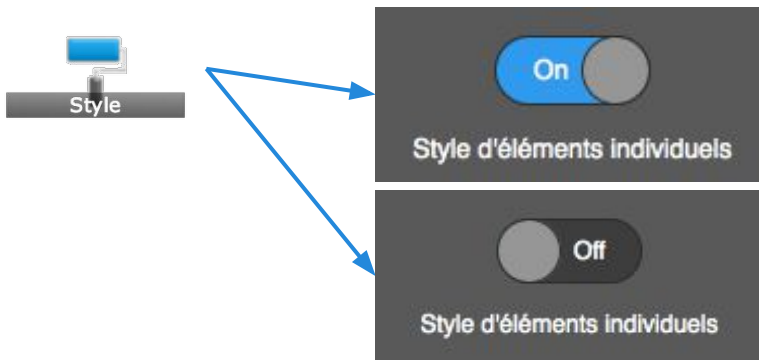 Style
On
Style d'éléments individuels
Off
Style d'éléments individuels